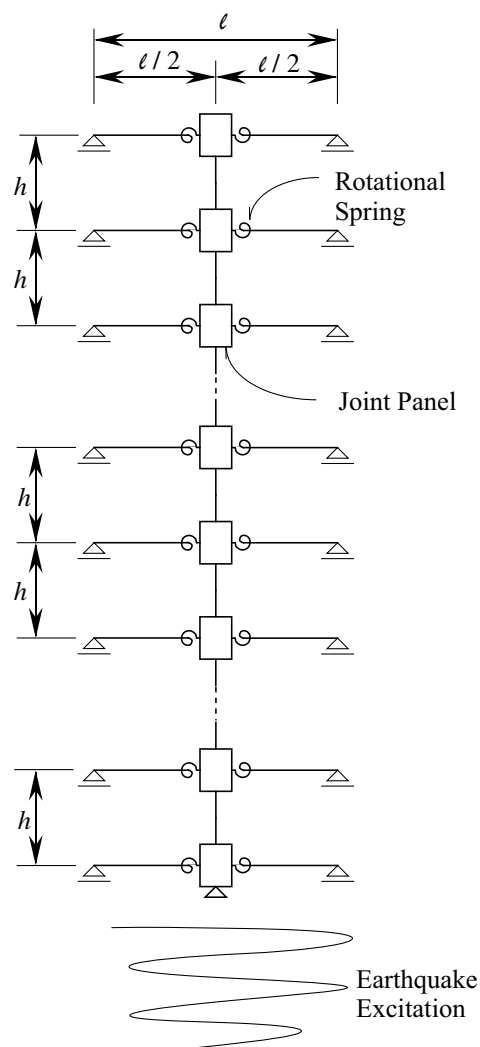 ℓ
ℓ / 2
ℓ / 2
h
Rotational
Spring
h
Joint Panel
h
h
h
Earthquake
Excitation